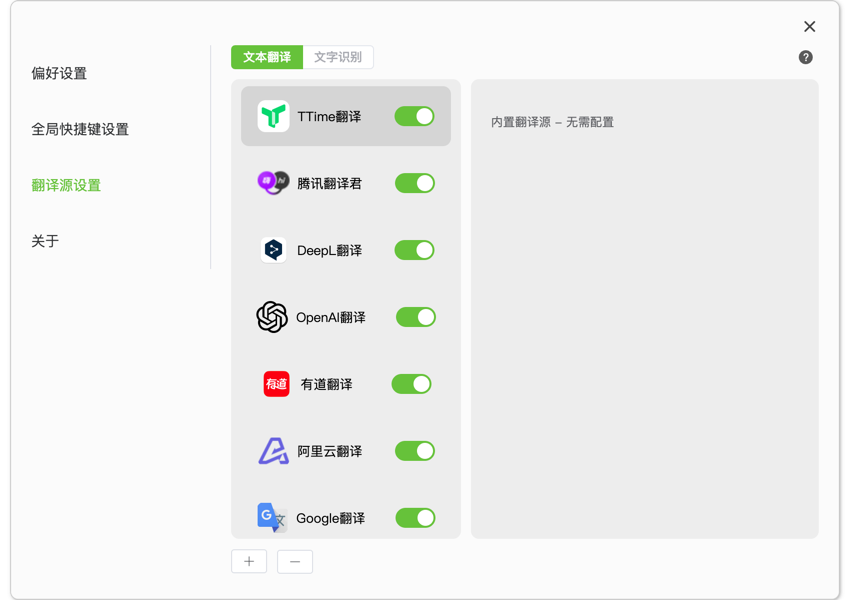 偏好设置
全局快捷键设置
翻译源设置
关于
文本翻译
文字识别
TTime翻译
腾讯翻译君
DeepL翻译
OpenAI翻译
有道
有道翻译
阿里云翻译
G 文
Google翻译
内置翻译源 – 无需配置